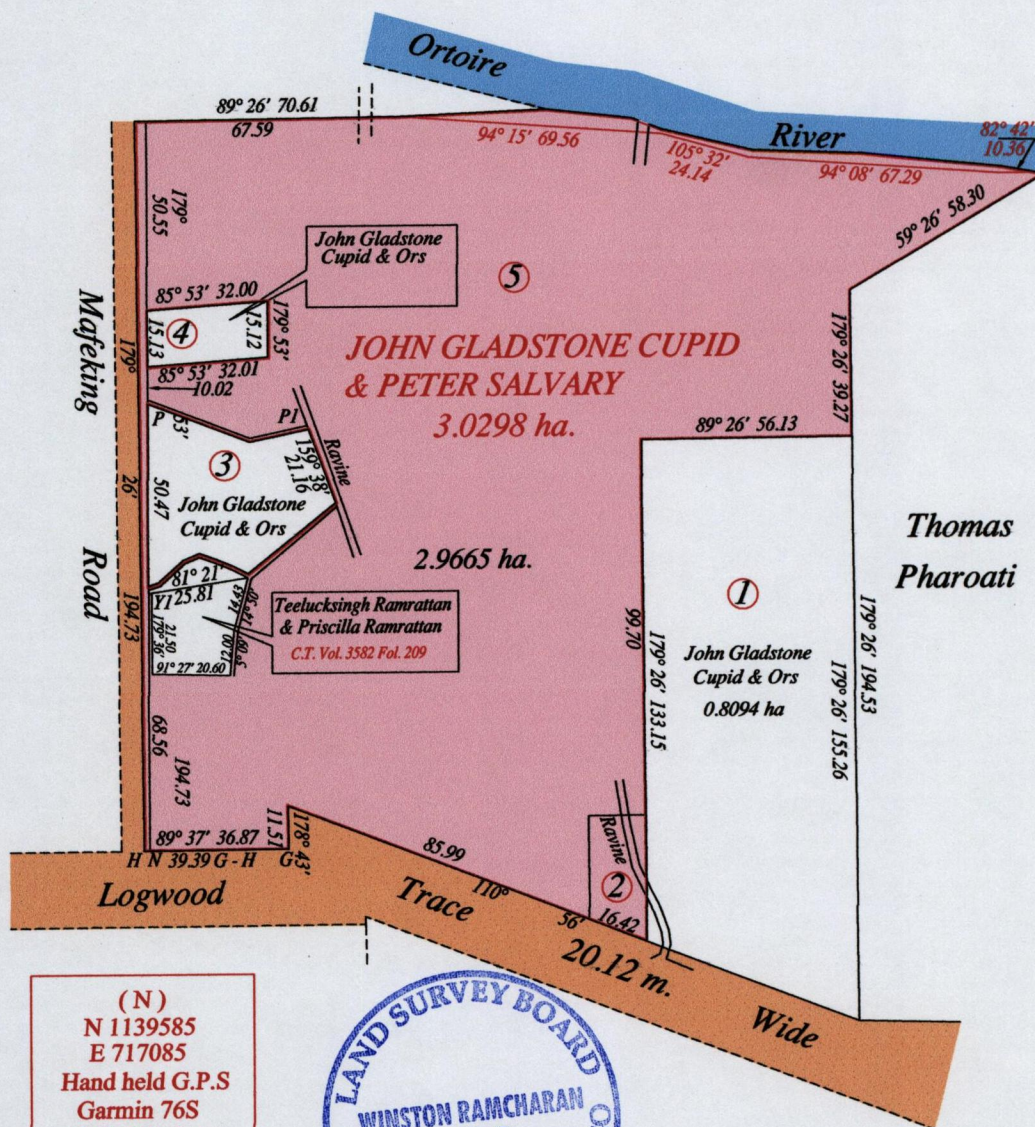 Ortoire
River
89° 26' 70.61
67.59
94° 15' 69.56
105° 32'
24.14
94° 08' 67.29
82° 42'
10.36
59° 26' 58.30
179°
50.55
John Gladstone
Cupid & Ors
5
85° 53' 32.00
4
15.13
15.12
179° 53'
85° 53' 32.01
10.02
JOHN GLADSTONE CUPID
& PETER SALVARY
3.0298 ha.
179° 26' 39.27
89° 26' 56.13
Mafeking
Road
179°
26'
194.73
P
53'
P1
Ravine
159° 38'
21.16
3
50.47
John Gladstone
Cupid & Ors
2.9665 ha.
Thomas
Pharoati
81° 21'
Y1 25.81
14.43
21.50
179° 36'
12.00
91° 27' 20.60
Teelucksingh Ramrattan
& Priscilla Ramrattan
C.T. Vol. 3582 Fol. 209
1
John Gladstone
Cupid & Ors
0.8094 ha
99.70
179° 26' 133.15
179° 26' 155.26
179° 26' 194.53
68.56
194.73
89° 37' 36.87
11.51
178° 43'
H N 39.39 G - H G
85.99
110°
56'
Ravine
2
16.42
Logwood
Trace
20.12 m.
Wide
( N )
N 1139585
E 717085
Hand held G.P.S
Garmin 76S
LAND SURVEY BOARD
WINSTON RAMCHARAN